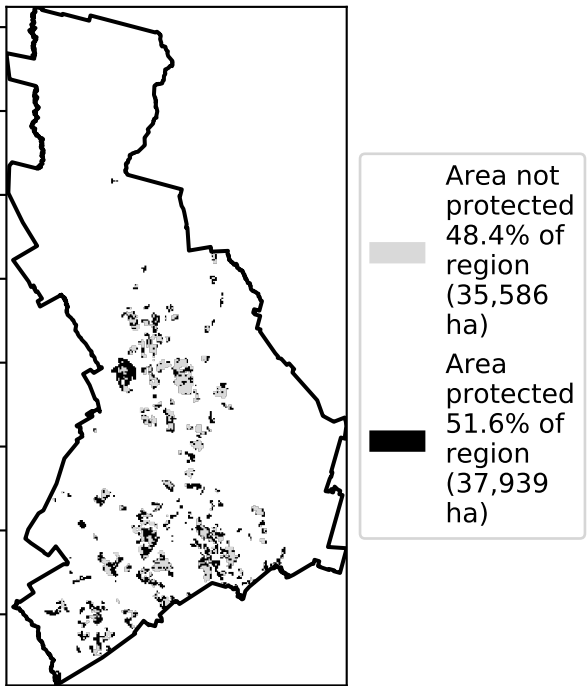 Area not
protected
48.4% of
region
(35,586
ha)
Area
protected
51.6% of
region
(37,939
ha)